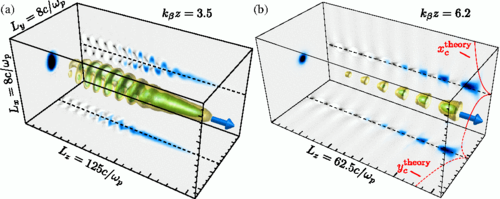 (a)
L_y = 8c/ω_p
k_β z = 3.5
L_x = 8c/ω_p
L_z = 125c/ω_p
(b)
k_β z = 6.2
x_c^theory
y_c^theory
L_z = 62.5c/ω_p